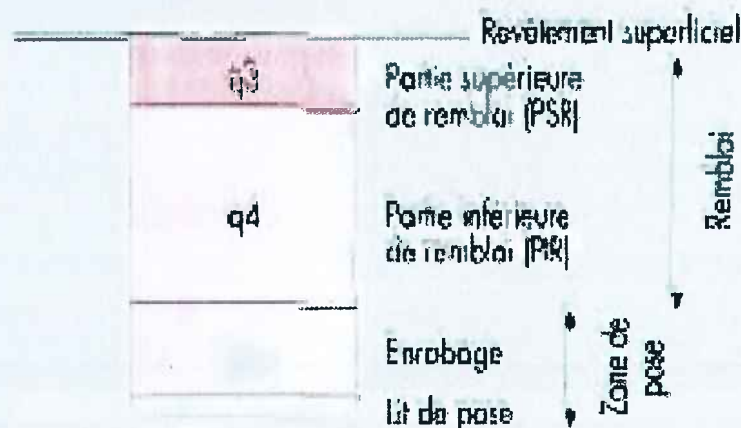 Revêtement superficiel
q3
Partie supérieure
de remblai (PSR)
q4
Partie inférieure
de remblai (PIR)
Remblai
Enrobage
Lit de pose
Zone de
pose